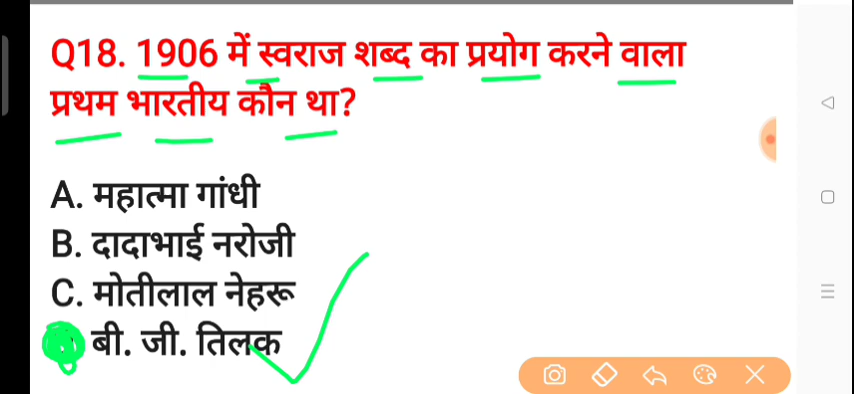 Q18. 1906 में स्वराज शब्द का प्रयोग करने वाला
प्रथम भारतीय कौन था?
A. महात्मा गांधी
B. दादाभाई नरोजी
C. मोतीलाल नेहरू
बी. जी. तिलक